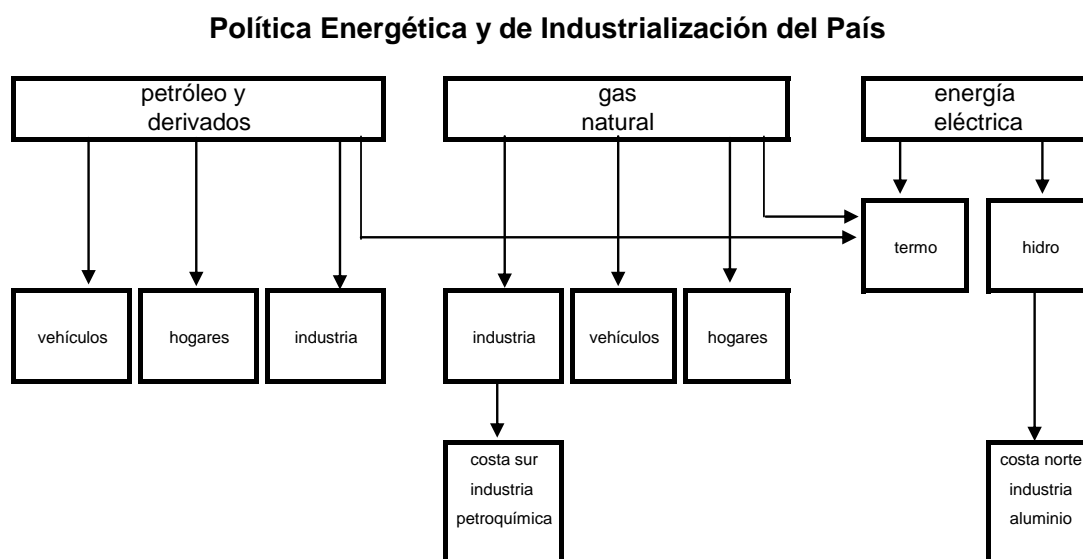 Política Energética y de Industrialización del País
petróleo y
derivados
gas
natural
energía
eléctrica
termo
hidro
vehículos
hogares
industria
industria
vehículos
hogares
costa sur
industria
petroquímica
costa norte
industria
aluminio